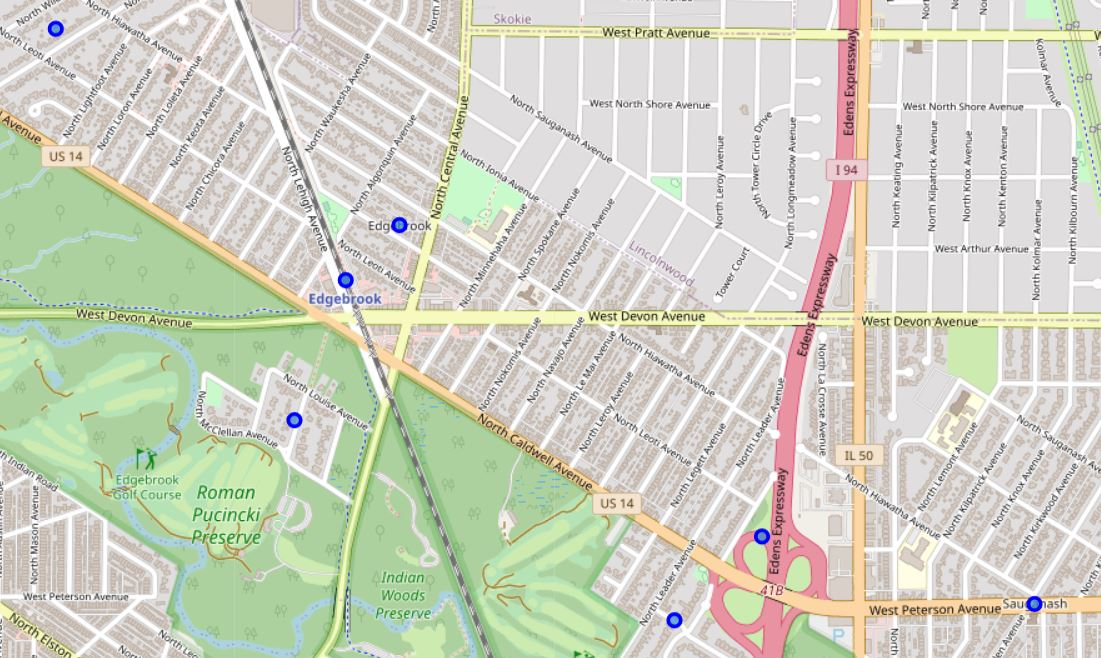 Skokie
West Pratt Avenue
North Hiawatha Avenue
North Leoti Avenue
North Lightfoot Avenue
North Loron Avenue
North Loleta Avenue
North Keota Avenue
North Chicora Avenue
North Waukesha Avenue
North Algonquin Avenue
North Central Avenue
North Sauganash Avenue
West North Shore Avenue
Edens Expressway
Kolmar Avenue
West North Shore Avenue
Avenue
US 14
North Lehigh Avenue
North Ionia Avenue
North Leroy Avenue
North Tower Circle Drive
North Longmeadow Avenue
I 94
North Keating Avenue
North Kilpatrick Avenue
North Knox Avenue
North Kenton Avenue
North Kolmar Avenue
North Kilbourn Avenue
Edgebrook
North Leoti Avenue
North Minnehaha Avenue
North Spokane Avenue
North Nokomis Avenue
Lincolnwood
Tower Court
West Arthur Avenue
Edens Expressway
Edgebrook
West Devon Avenue
West Devon Avenue
West Devon Avenue
North Nokomis Avenue
North Navajo Avenue
North Le Mai Avenue
North Leroy Avenue
North Hiawatha Avenue
North La Crosse Avenue
North Louise Avenue
North McClellan Avenue
North Caldwell Avenue
North Leoti Avenue
North Legett Avenue
North Leader Avenue
North Sauganash Avenue
IL 50
North Lemont Avenue
North Kilpatrick Avenue
North Knox Avenue
North Kirkwood Avenue
Edgebrook
Golf Course
Roman
Pucincki
Preserve
North Mason Avenue
US 14
North Hiawatha Avenue
Edens Expressway
Indian
Woods
Preserve
North Leader Avenue
41B
West Peterson Avenue
West Peterson Avenue
Sauganash
North Elston
P